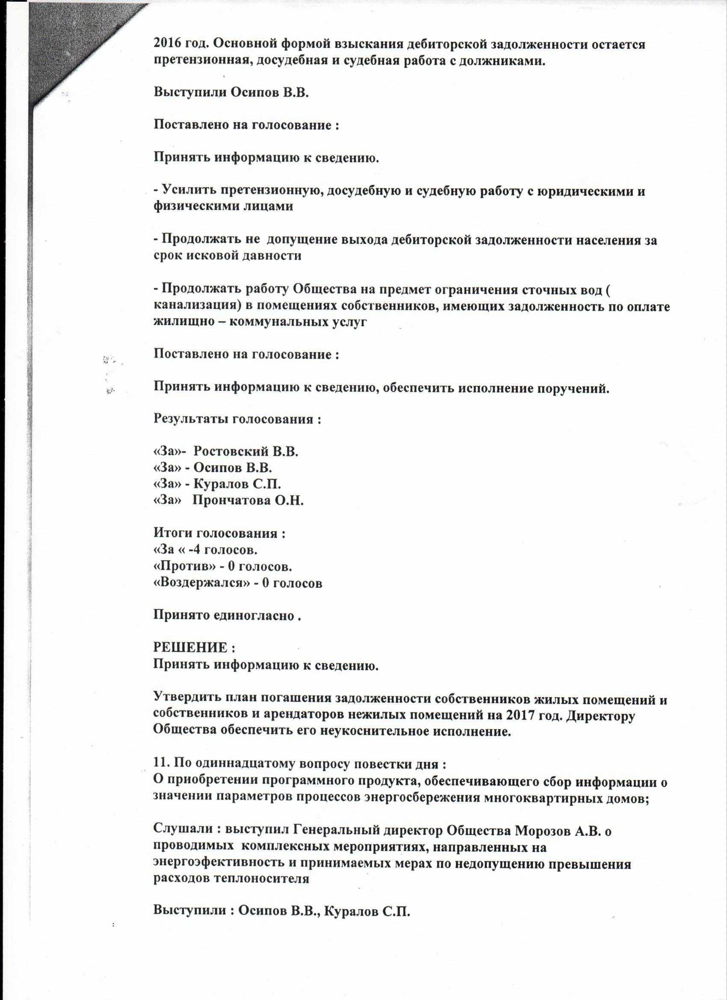 2016 год. Основной формой взыскания дебиторской задолженности остается
претензионная, досудебная и судебная работа с должниками.
Выступили Осипов В.В.
Поставлено на голосование :
Принять информацию к сведению.
- Усилить претензионную, досудебную и судебную работу с юридическими и
физическими лицами
- Продолжать не  допущение выхода дебиторской задолженности населения за
срок исковой давности
- Продолжать работу Общества на предмет ограничения сточных вод (
канализация) в помещениях собственников, имеющих задолженность по оплате
жилищно – коммунальных услуг
Поставлено на голосование :
Принять информацию к сведению, обеспечить исполнение поручений.
Результаты голосования :
«За»-  Ростовский В.В.
«За» - Осипов В.В.
«За» - Куралов С.П.
«За»   Прончатова О.Н.
Итоги голосования :
«За « -4 голосов.
«Против» - 0 голосов.
«Воздержался» - 0 голосов
Принято единогласно .
РЕШЕНИЕ :
Принять информацию к сведению.
Утвердить план погашения задолженности собственников жилых помещений и
собственников и арендаторов нежилых помещений на 2017 год. Директору
Общества обеспечить его неукоснительное исполнение.
11. По одиннадцатому вопросу повестки дня :
О приобретении программного продукта, обеспечивающего сбор информации о
значении параметров процессов энергосбережения многоквартирных домов;
Слушали : выступил Генеральный директор Общества Морозов А.В. о
проводимых  комплексных мероприятиях, направленных на
энергоэфективность и принимаемых мерах по недопущению превышения
расходов теплоносителя
Выступили : Осипов В.В., Куралов С.П.